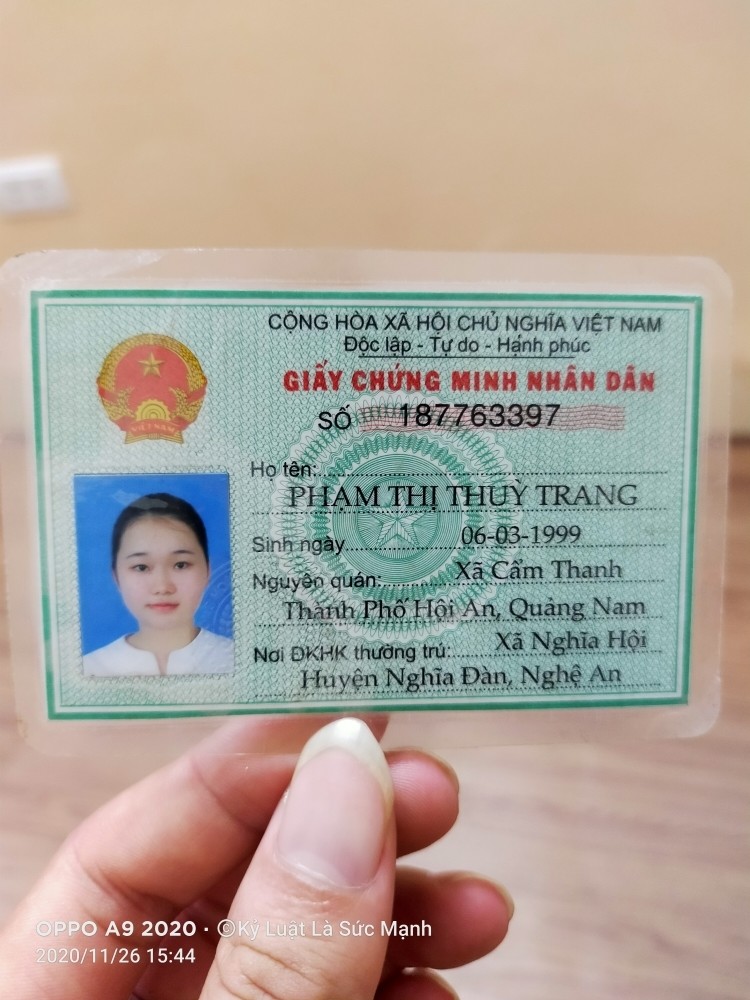 CỘNG HÒA XÃ HỘI CHỦ NGHĨA VIỆT NAM
Độc lập - Tự do - Hạnh phúc
GIẤY CHỨNG MINH NHÂN DÂN
SỐ 187763397
VIỆT NAM
Họ tên:
PHẠM THỊ THUỲ TRANG
Sinh ngày 06-03-1999
Nguyên quán: Xã Cẩm Thanh
Thành Phố Hội An, Quảng Nam
Nơi ĐKHK thường trú: Xã Nghĩa Hội
Huyện Nghĩa Đàn, Nghệ An
OPPO A9 2020 · ©Kỷ Luật Là Sức Mạnh
2020/11/26 15:44